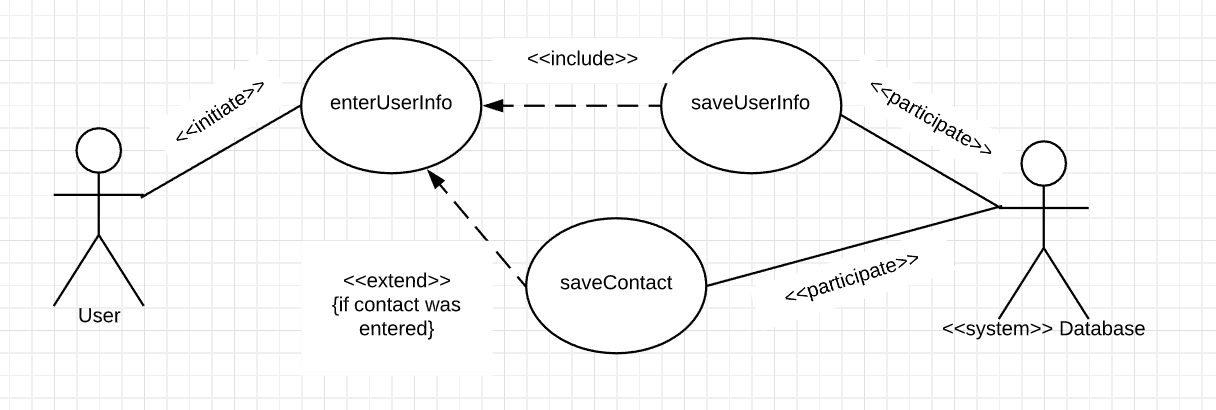 <<include>>
<<initiate>>
enterUserInfo
saveUserInfo
<<participate>>
<<extend>>
{if contact was
entered}
saveContact
<<participate>>
User
<<system>> Database